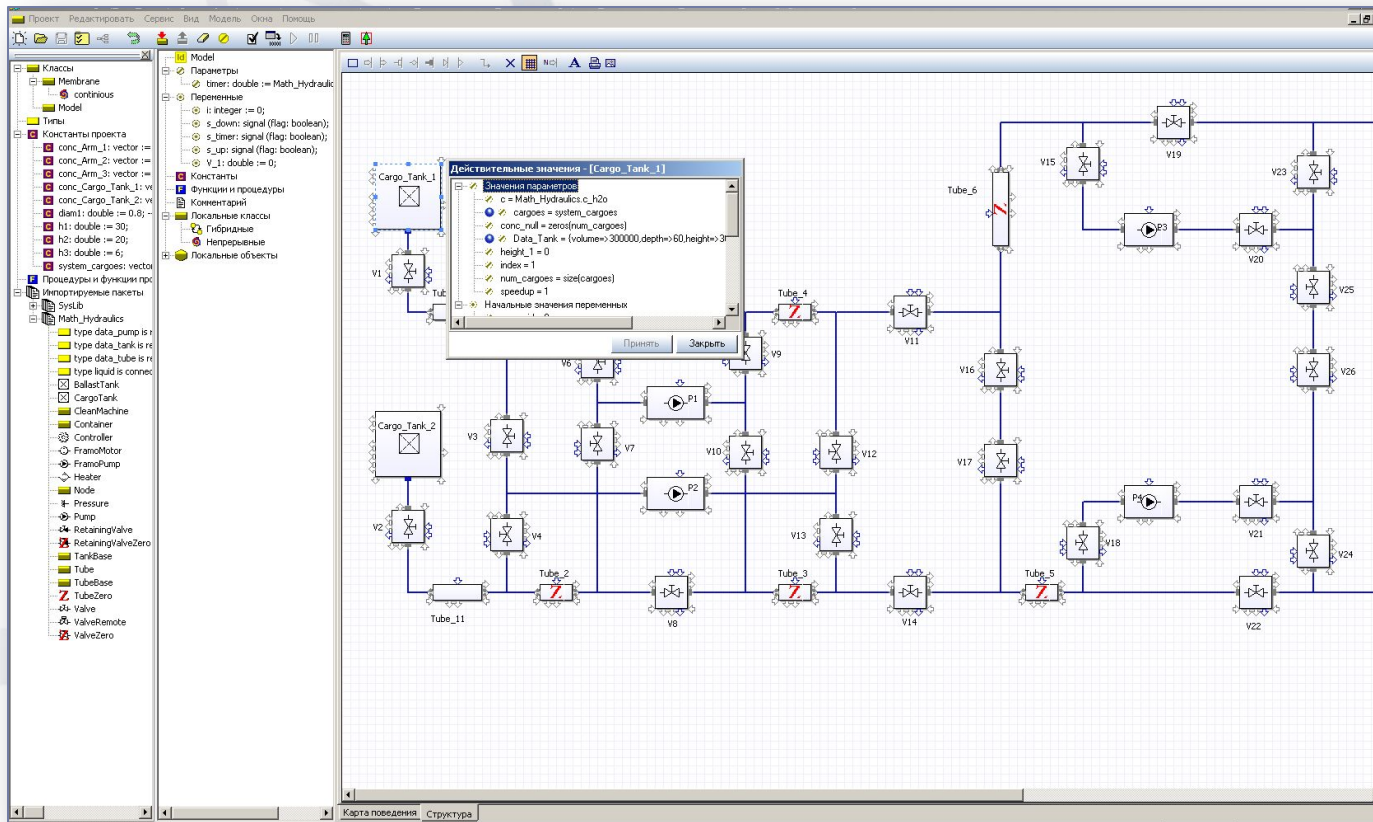 Проект Редактировать Сервис Вид Модель Окна Помощь
Классы
Membrane
continious
Model
Типы
Константы проекта
conc_Arm_1: vector :=
conc_Arm_2: vector :=
conc_Arm_3: vector :=
conc_Cargo_Tank_1: ve
conc_Cargo_Tank_2: ve
diam1: double := 0.8; --
h1: double := 30;
h2: double := 20;
h3: double := 6;
system_cargoes: vector
Процедуры и функции про
Импортируемые пакеты
SysLib
Math_Hydraulics
type data_pump is r
type data_tank is re
type data_tube is re
type liquid is connec
BallastTank
CargoTank
CleanMachine
Container
Controller
FramoMotor
FramoPump
Heater
Node
Pressure
Pump
RetainingValve
RetainingValveZero
TankBase
Tube
TubeBase
TubeZero
Valve
ValveRemote
ValveZero
Model
Параметры
timer: double := Math_Hydraulic
Переменные
i: integer := 0;
s_down: signal (flag: boolean);
s_timer: signal (flag: boolean);
s_up: signal (flag: boolean);
V_1: double := 0;
Константы
Функции и процедуры
Комментарий
Локальные классы
Гибридные
Непрерывные
Локальные объекты
Действительные значения - [Cargo_Tank_1]
Значения параметров
c = Math_Hydraulics.c_h2o
cargoes = system_cargoes
conc_null = zeros(num_cargoes)
Data_Tank = (volume=>300000,depth=>60,height=>30
height_1 = 0
index = 1
num_cargoes = size(cargoes)
speedup = 1
Начальные значения переменных
Принять Закрыть
Cargo_Tank_1
V1
Tub
Cargo_Tank_2
V2
Tube_11
V3
V4
Tube_2
V6
V7
P1
P2
V8
V9
V10
Tube_4
Tube_3
V11
V12
V13
V14
Tube_6
V16
V17
Tube_5
V15
V19
P3
V20
V23
V25
V26
P4
V18
V21
V24
V22
Карта поведения Структура